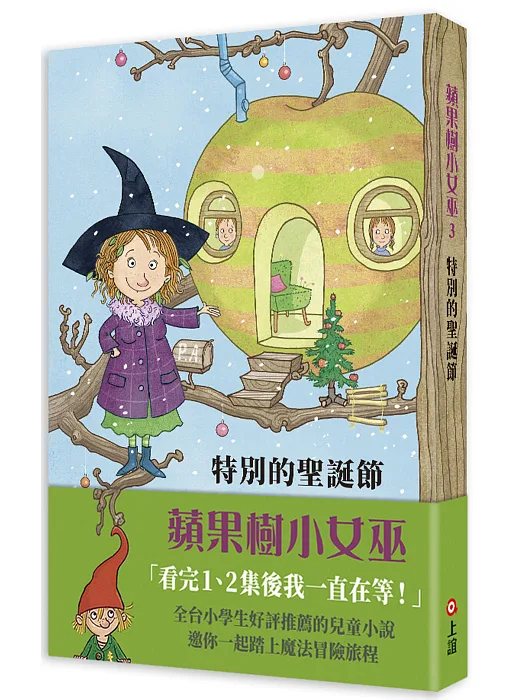 P.A
特別的聖誕節
蘋果樹小女巫
「看完1、2集後我一直在等！」
全台小學生好評推薦的兒童小說
邀你一起踏上魔法冒險旅程
蘋果樹小女巫 3 特別的聖誕節
上誼